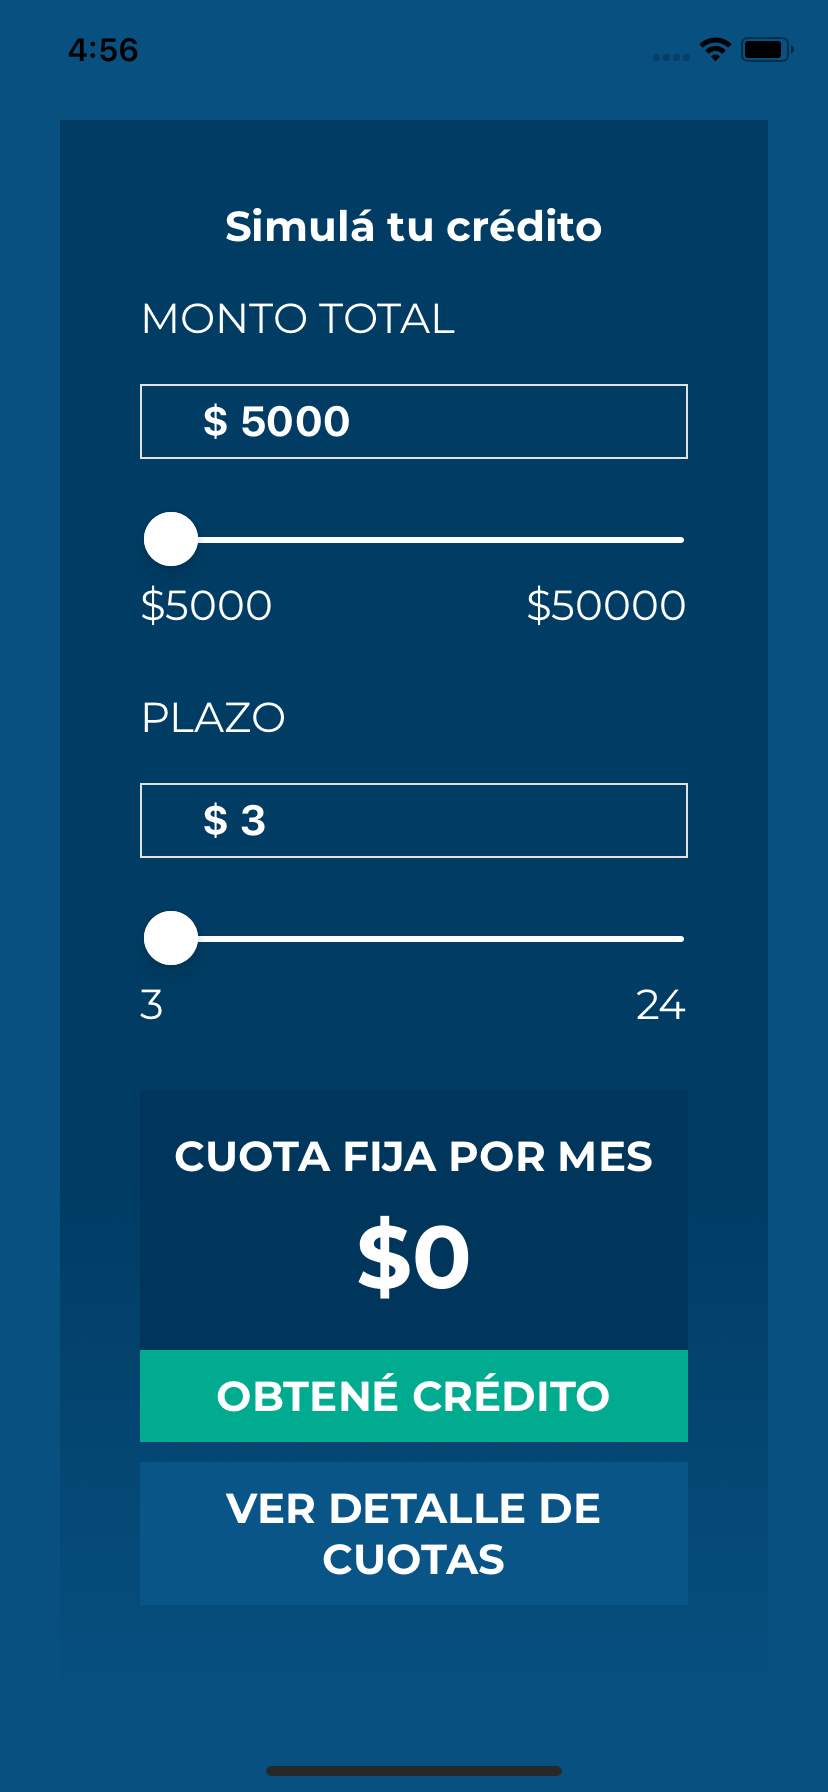 4:56
Simulá tu crédito
MONTO TOTAL
$ 5000
$5000 $50000
PLAZO
$ 3
3 24
CUOTA FIJA POR MES
$0
OBTENÉ CRÉDITO
VER DETALLE DE
CUOTAS